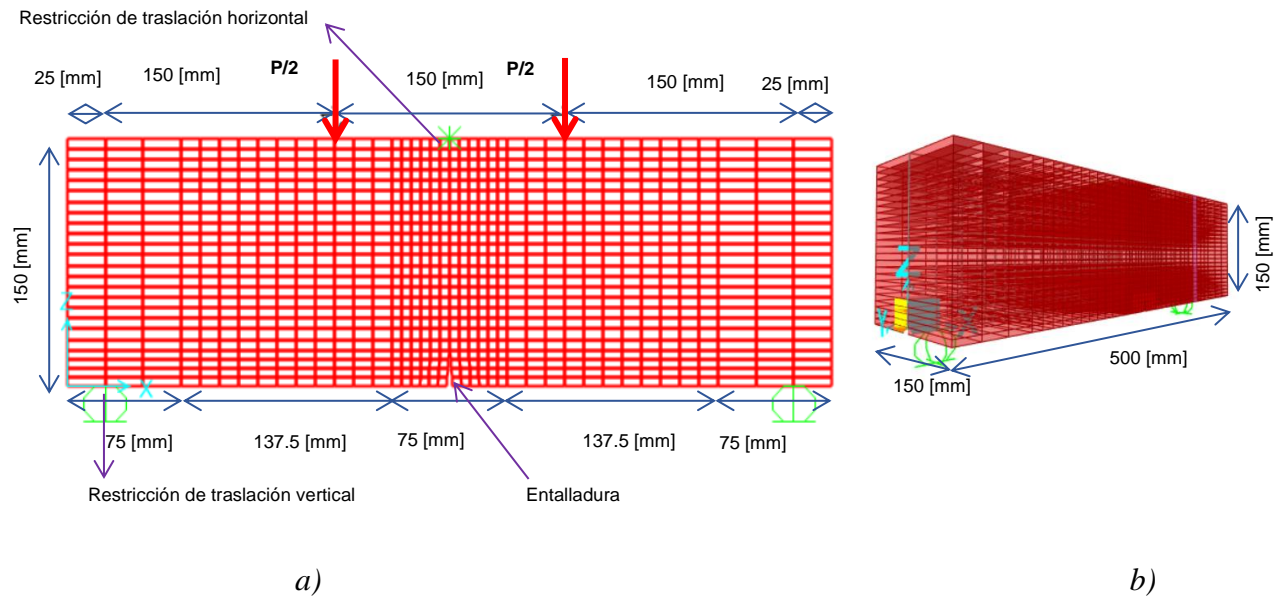 Restricción de traslación horizontal
25 [mm]
150 [mm]
P/2
150 [mm]
P/2
150 [mm]
25 [mm]
150 [mm]
Z
X
75 [mm]
137.5 [mm]
75 [mm]
137.5 [mm]
75 [mm]
Restricción de traslación vertical
Entalladura
a)
Z
Y
X
150 [mm]
500 [mm]
150 [mm]
b)